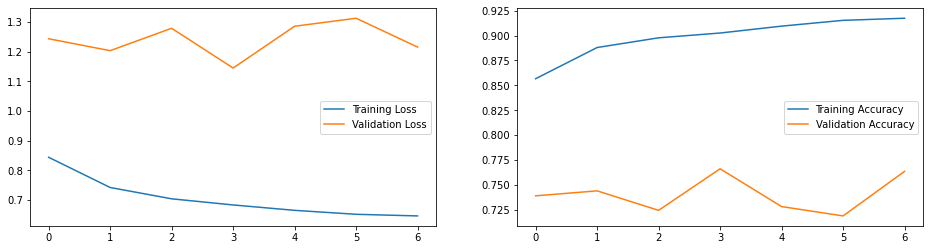 1.3
1.2
1.1
1.0
0.9
0.8
0.7
0 1 2 3 4 5 6
Training Loss
Validation Loss
0.925
0.900
0.875
0.850
0.825
0.800
0.775
0.750
0.725
0 1 2 3 4 5 6
Training Accuracy
Validation Accuracy